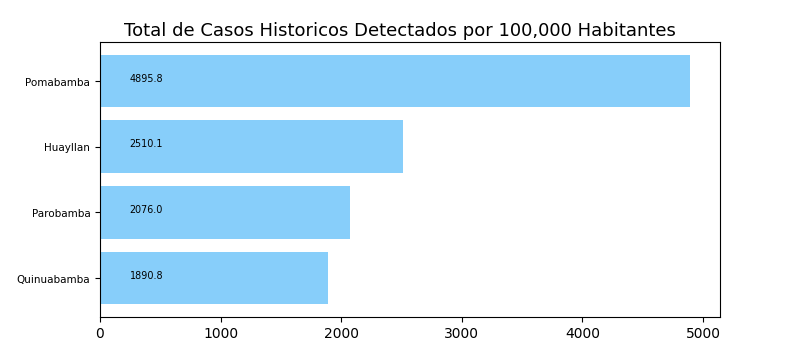 Total de Casos Historicos Detectados por 100,000 Habitantes
Pomabamba 4895.8
Huayllan 2510.1
Parobamba 2076.0
Quinuabamba 1890.8
0 1000 2000 3000 4000 5000